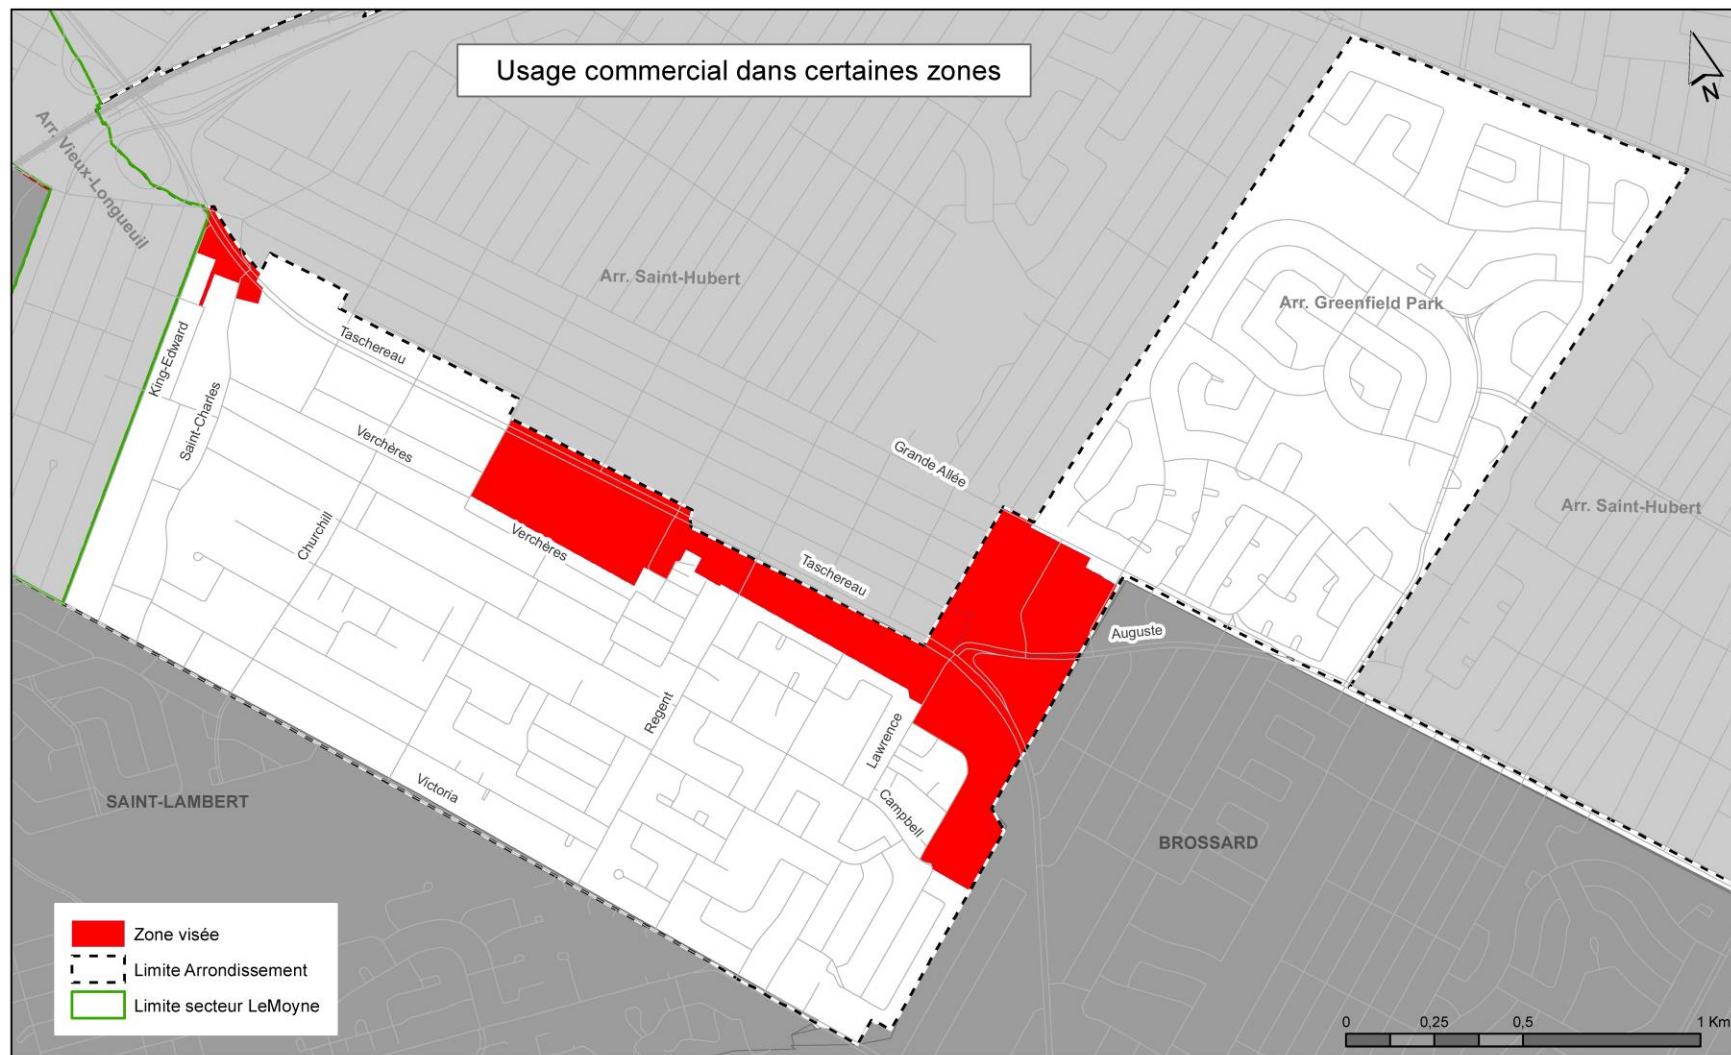 Usage commercial dans certaines zones
N
Arr. Vieux-Longueuil
Arr. Saint-Hubert
Arr. Greenfield Park
Taschereau
King-Edward
Saint-Charles
Verchères
Grande Allée
Arr. Saint-Hubert
Churchill
Verchères
Taschereau
Auguste
Regent
Lawrence
Victoria
Campbell
SAINT-LAMBERT
BROSSARD
Zone visée
Limite Arrondissement
Limite secteur LeMoyne
0 0,25 0,5 1 Km